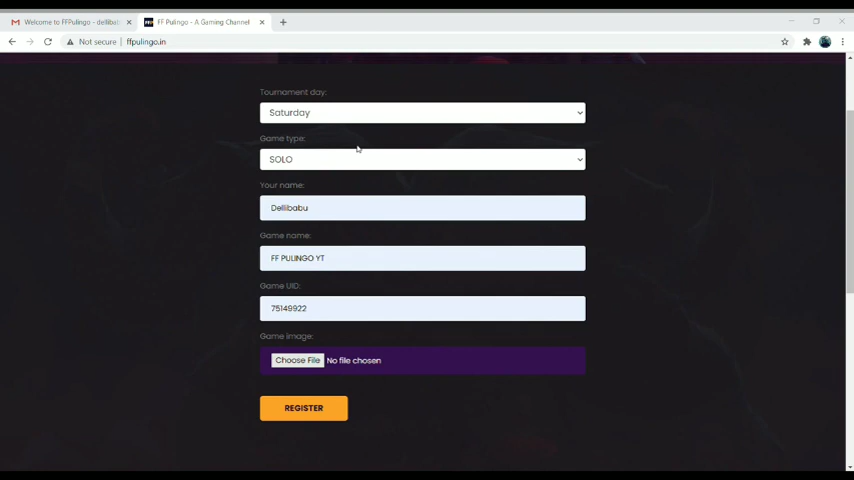 Welcome to FFPulingo - dellibab
FF Pulingo - A Gaming Channel
Not secure | ffpulingo.in
Tournament day:
Saturday
Game type:
SOLO
Your name:
Dellibabu
Game name:
FF PULINGO YT
Game UID:
75149922
Game image:
Choose File No file chosen
REGISTER